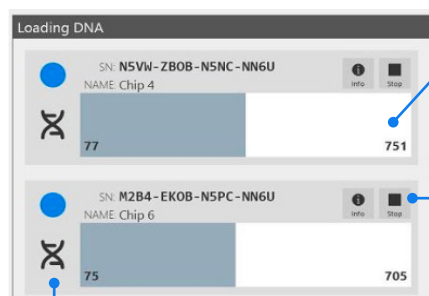 Loading DNA
SN: N5VW-ZBOB-N5NC-NN6U
NAME: Chip 4
Info
Stop
77
751
SN: M2B4-EKOB-N5PC-NN6U
NAME: Chip 6
Info
Stop
75
705